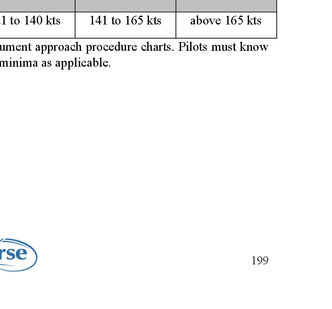 1 to 140 kts 141 to 165 kts above 165 kts
ument approach procedure charts. Pilots must know
minima as applicable.
rse
199